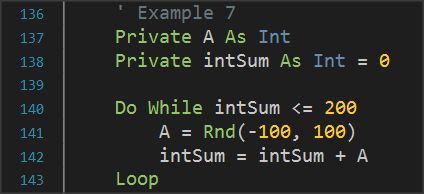 136 ' Example 7
137 Private A As Int
138 Private intSum As Int = 0
139
140 Do While intSum <= 200
141 A = Rnd(-100, 100)
142 intSum = intSum + A
143 Loop